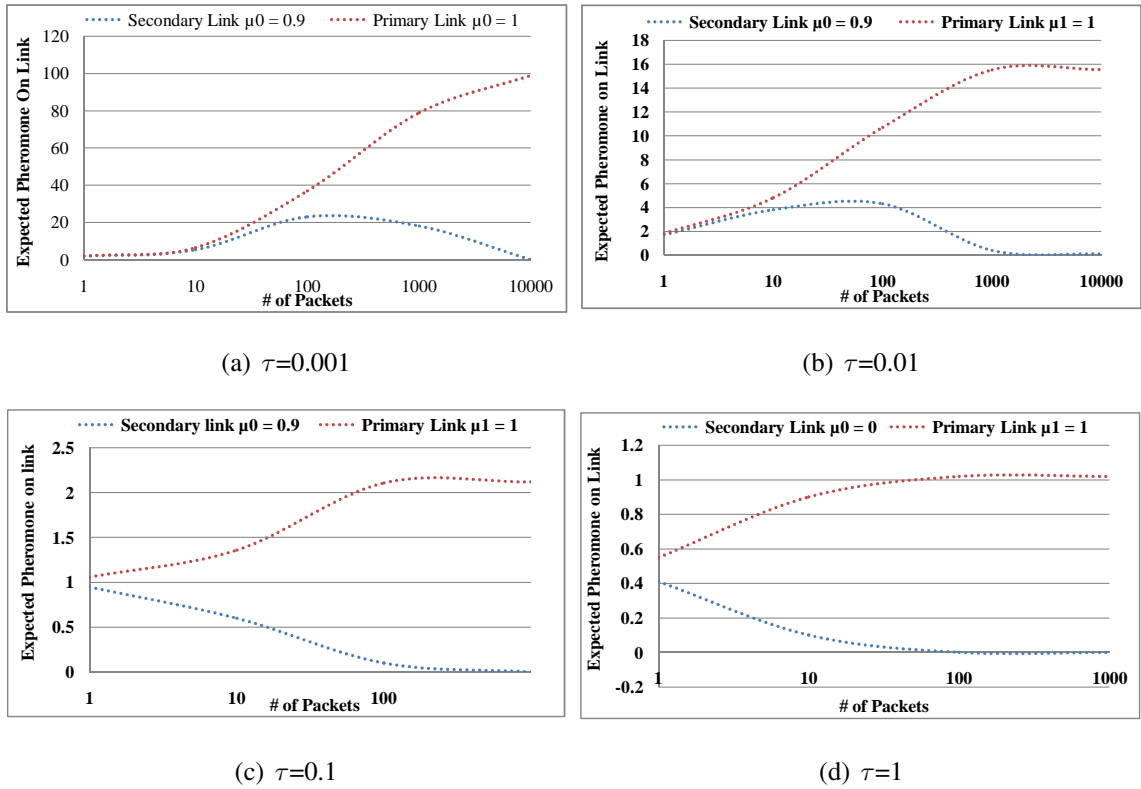 Secondary Link µ0 = 0.9 Primary Link µ0 = 1
Expected Pheromone On Link
120
100
80
60
40
20
0
1 10 100 1000 10000
# of Packets
(a) τ=0.001
Secondary Link µ0 = 0.9 Primary Link µ1 = 1
Expected Pheromone on Link
18
16
14
12
10
8
6
4
2
0
1 10 100 1000 10000
# of Packets
(b) τ=0.01
Secondary link µ0 = 0.9 Primary Link µ1 = 1
Expected Pheromone on link
2.5
2
1.5
1
0.5
0
1 10 100
# of Packets
(c) τ=0.1
Secondary Link µ0 = 0 Primary Link µ1 = 1
Expected Pheromone on Link
1.2
1
0.8
0.6
0.4
0.2
0
-0.2
1 10 100 1000
# of Packets
(d) τ=1